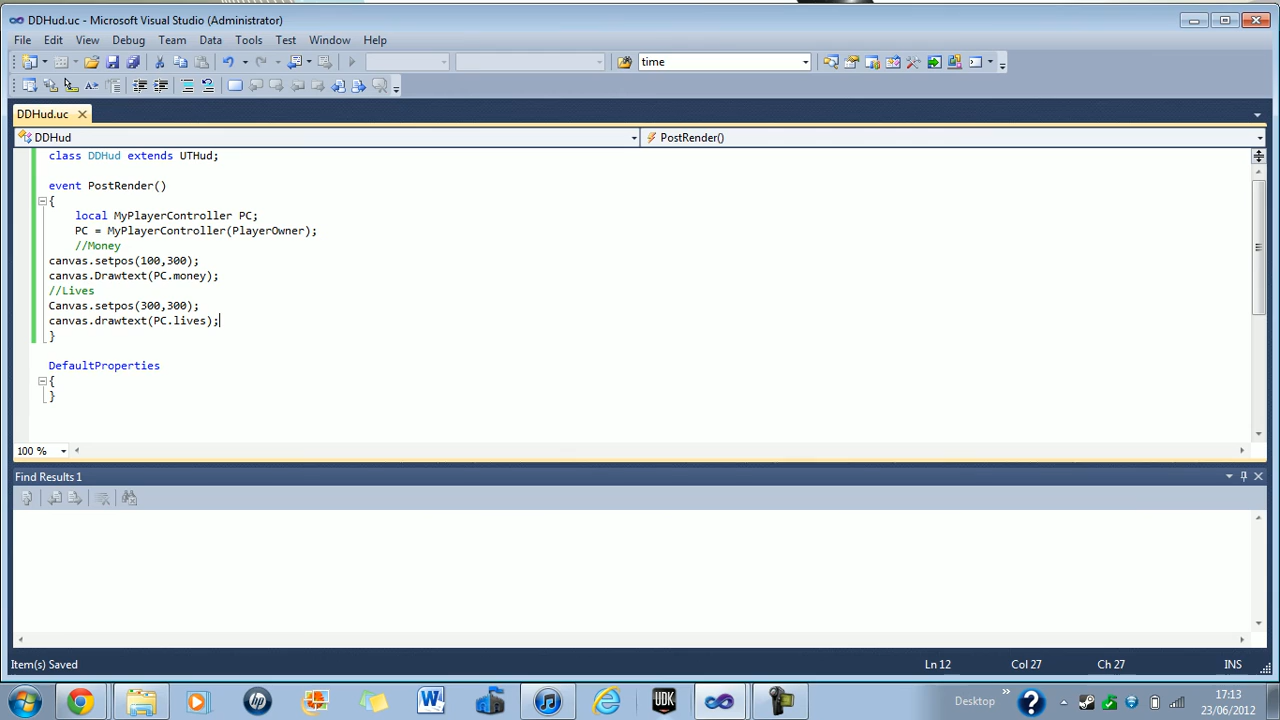 DDHud.uc - Microsoft Visual Studio (Administrator)
File Edit View Debug Team Data Tools Test Window Help
time
DDHud.uc
DDHud PostRender()
class DDHud extends UTHud;
event PostRender()
{
local MyPlayerController PC;
PC = MyPlayerController(PlayerOwner);
//Money
canvas.setpos(100,300);
canvas.Drawtext(PC.money);
//Lives
Canvas.setpos(300,300);
canvas.drawtext(PC.lives);
}
DefaultProperties
{
}
100 %
Find Results 1
Item(s) Saved Ln 12 Col 27 Ch 27 INS
W UDK Desktop 17:13
23/06/2012